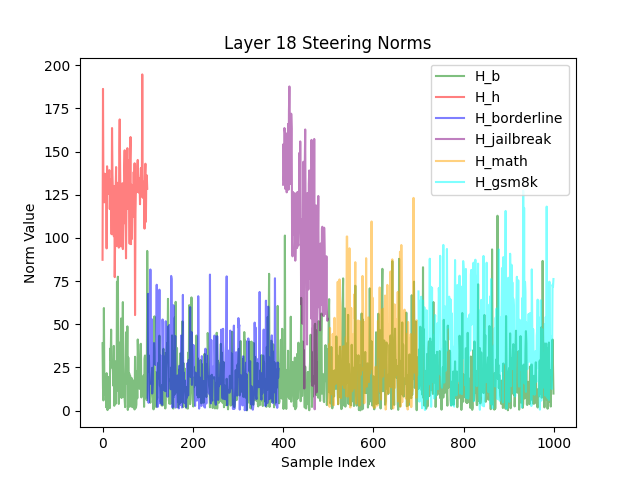 Layer 18 Steering Norms
200
175
150
125
100
75
50
25
0
Norm Value
H_b
H_h
H_borderline
H_jailbreak
H_math
H_gsm8k
0
200
400
600
800
1000
Sample Index